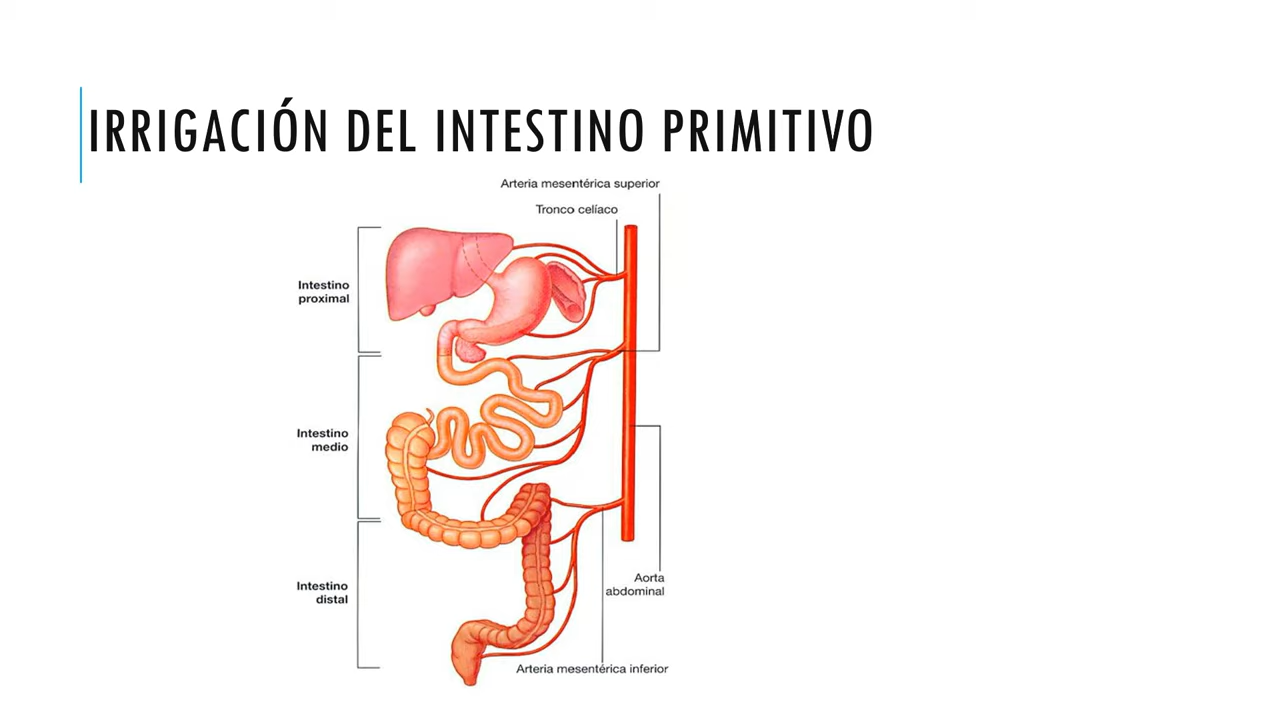 IRRIGACIÓN DEL INTESTINO PRIMITIVO
Arteria mesentérica superior
Tronco celíaco
Intestino
proximal
Intestino
medio
Intestino
distal
Aorta
abdominal
Arteria mesentérica inferior